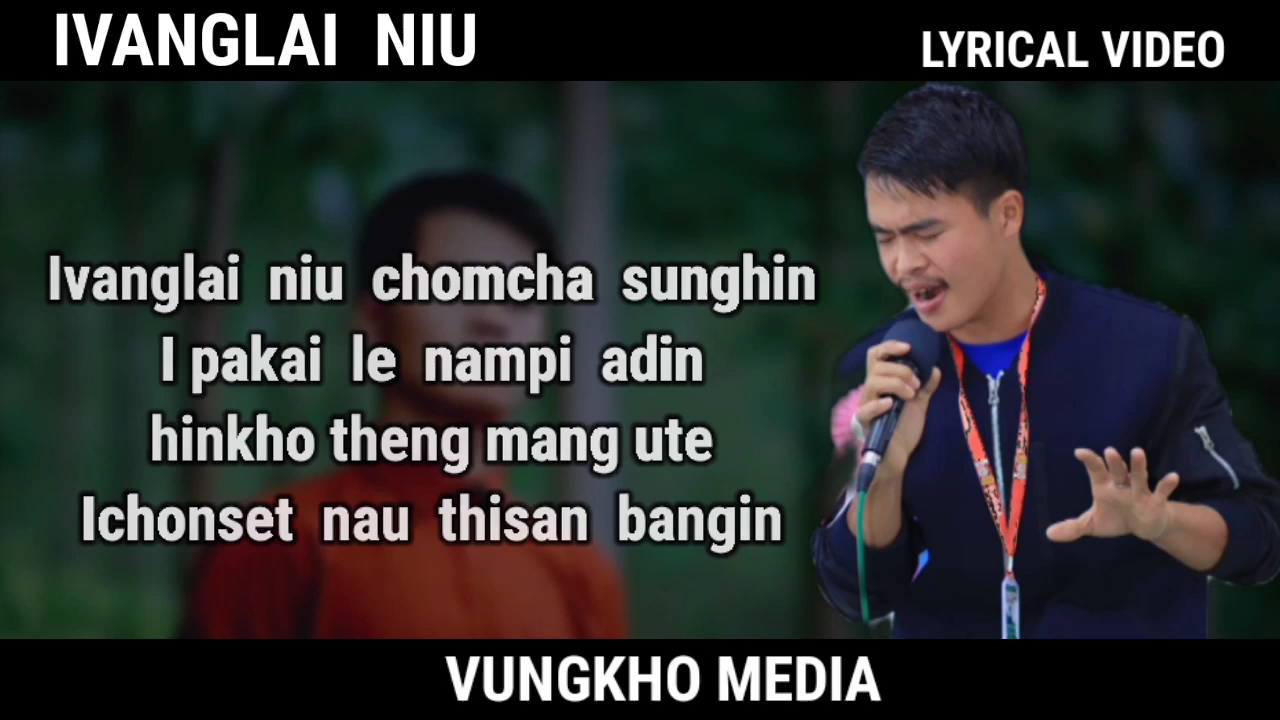 IVANGLAI NIU
LYRICAL VIDEO
Ivanglai niu chomcha sunghin
I pakai le nampi adin
hinkho theng mang ute
Ichonset nau thisan bangin
VUNGKHO MEDIA